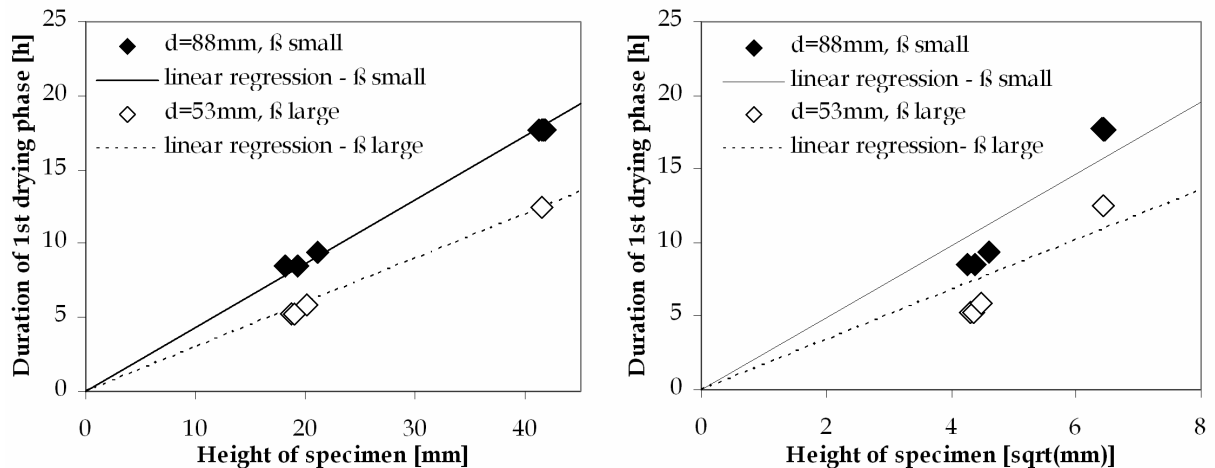 25
20
15
10
5
0
Duration of 1st drying phase [h]
d=88mm, ß small
linear regression - ß small
d=53mm, ß large
linear regression - ß large
0 10 20 30 40
Height of specimen [mm]
25
20
15
10
5
0
Duration of 1st drying phase [h]
d=88mm, ß small
linear regression - ß small
d=53mm, ß large
linear regression- ß large
0 2 4 6 8
Height of specimen [sqrt(mm)]